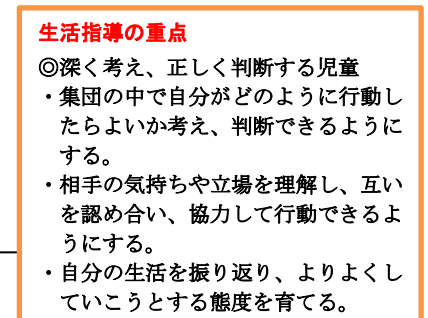 生活指導の重点
◎深く考え、正しく判断する児童
・集団の中で自分がどのように行動し
たらよいか考え、判断できるように
する。
・相手の気持ちや立場を理解し、互い
を認め合い、協力して行動できるよ
うにする。
・自分の生活を振り返り、よりよくし
ていこうとする態度を育てる。